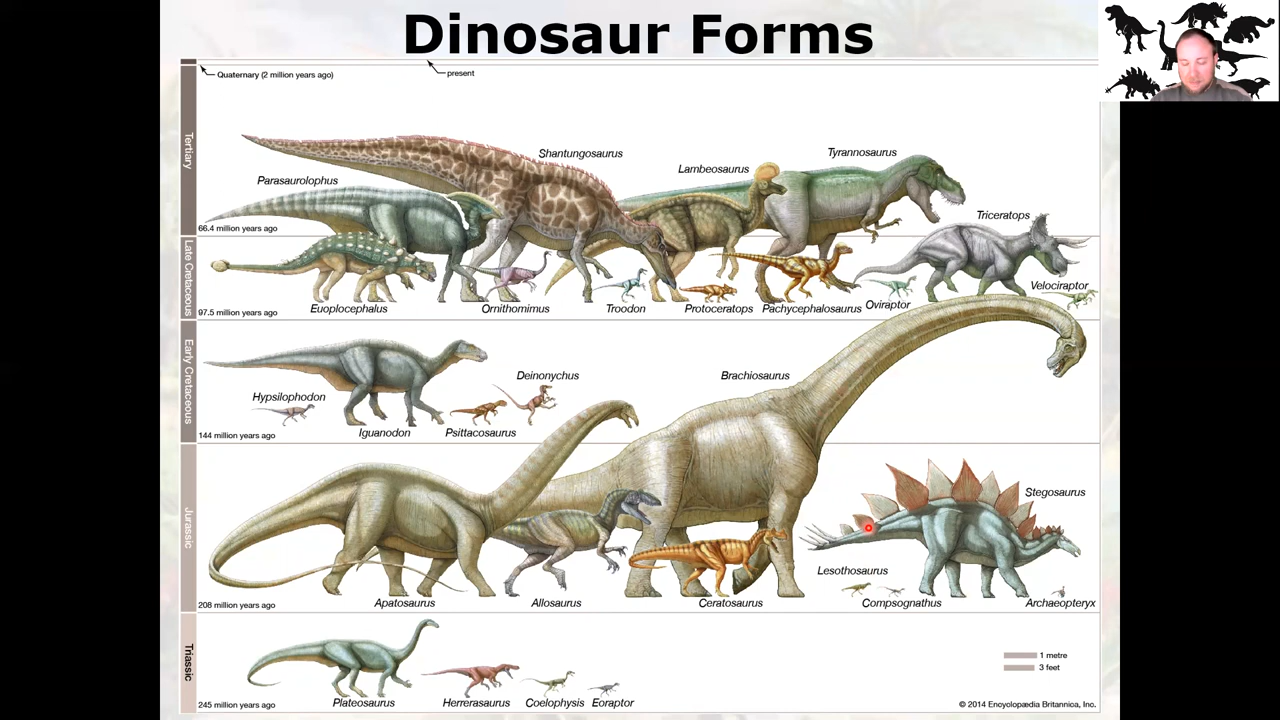 Dinosaur Forms
Quaternary (2 million years ago)
present
Tertiary
Shantungosaurus
Tyrannosaurus
Lambeosaurus
Parasaurolophus
Triceratops
66.4 million years ago
Late Cretaceous
Velociraptor
Euoplocephalus
Ornithomimus
Troodon
Protoceratops
Pachycephalosaurus
Oviraptor
97.5 million years ago
Early Cretaceous
Deinonychus
Brachiosaurus
Hypsilophodon
Iguanodon
Psittacosaurus
144 million years ago
Jurassic
Stegosaurus
Lesothosaurus
Apatosaurus
Allosaurus
Ceratosaurus
Compsognathus
Archaeopteryx
208 million years ago
Triassic
1 metre
3 feet
Plateosaurus
Herrerasaurus
Coelophysis
Eoraptor
245 million years ago
© 2014 Encyclopædia Britannica, Inc.